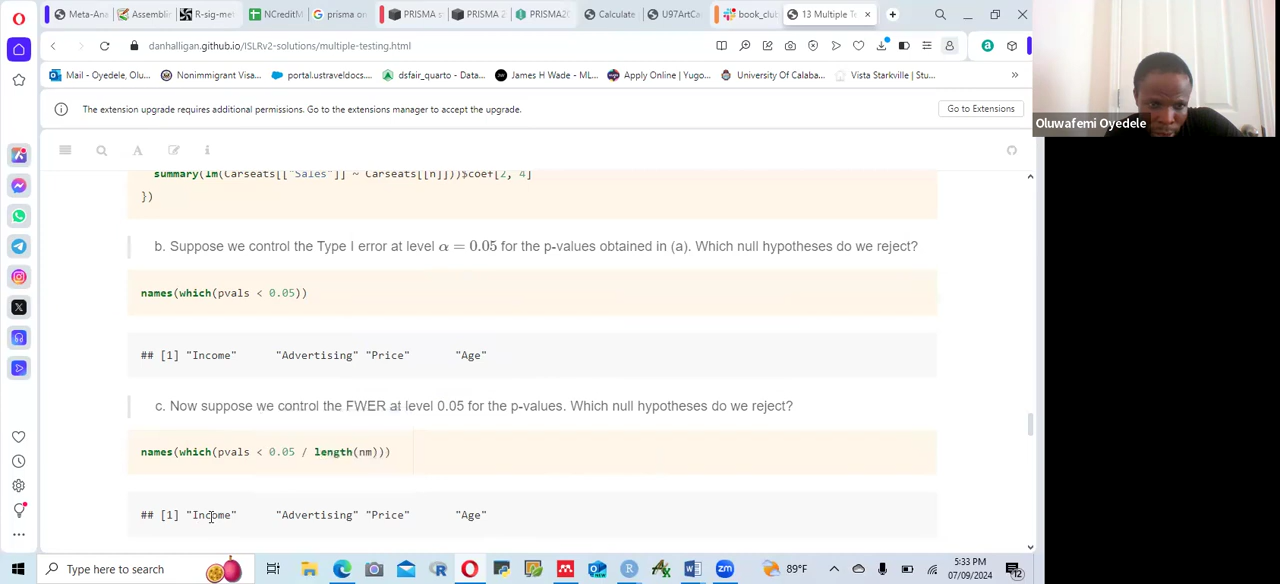 Meta-An
Assemblin
R-sig-met
NCreditM
prisma or
PRISMA s
PRISMA 2
PRISMA20
Calculate
U97ArtCa
book_clu
13 Multiple Te
danhalligan.github.io/ISLRv2-solutions/multiple-testing.html
Mail - Oyedele, Olu...
Nonimmigrant Visa...
portal.ustraveldocs....
dsfair_quarto - Data...
James H Wade - ML...
Apply Online | Yugo...
University Of Calaba...
Vista Starkville | Stu...
The extension upgrade requires additional permissions. Go to the extensions manager to accept the upgrade.
Go to Extensions
Oluwafemi Oyedele
summary(lm(Carseats[["Sales"]] ~ Carseats[[n]]))$coef[2, 4]
})
b. Suppose we control the Type I error at level α = 0.05 for the p-values obtained in (a). Which null hypotheses do we reject?
names(which(pvals < 0.05))
## [1] "Income" "Advertising" "Price" "Age"
c. Now suppose we control the FWER at level 0.05 for the p-values. Which null hypotheses do we reject?
names(which(pvals < 0.05 / length(nm)))
## [1] "Income" "Advertising" "Price" "Age"
Type here to search
89°F
5:33 PM
07/09/2024